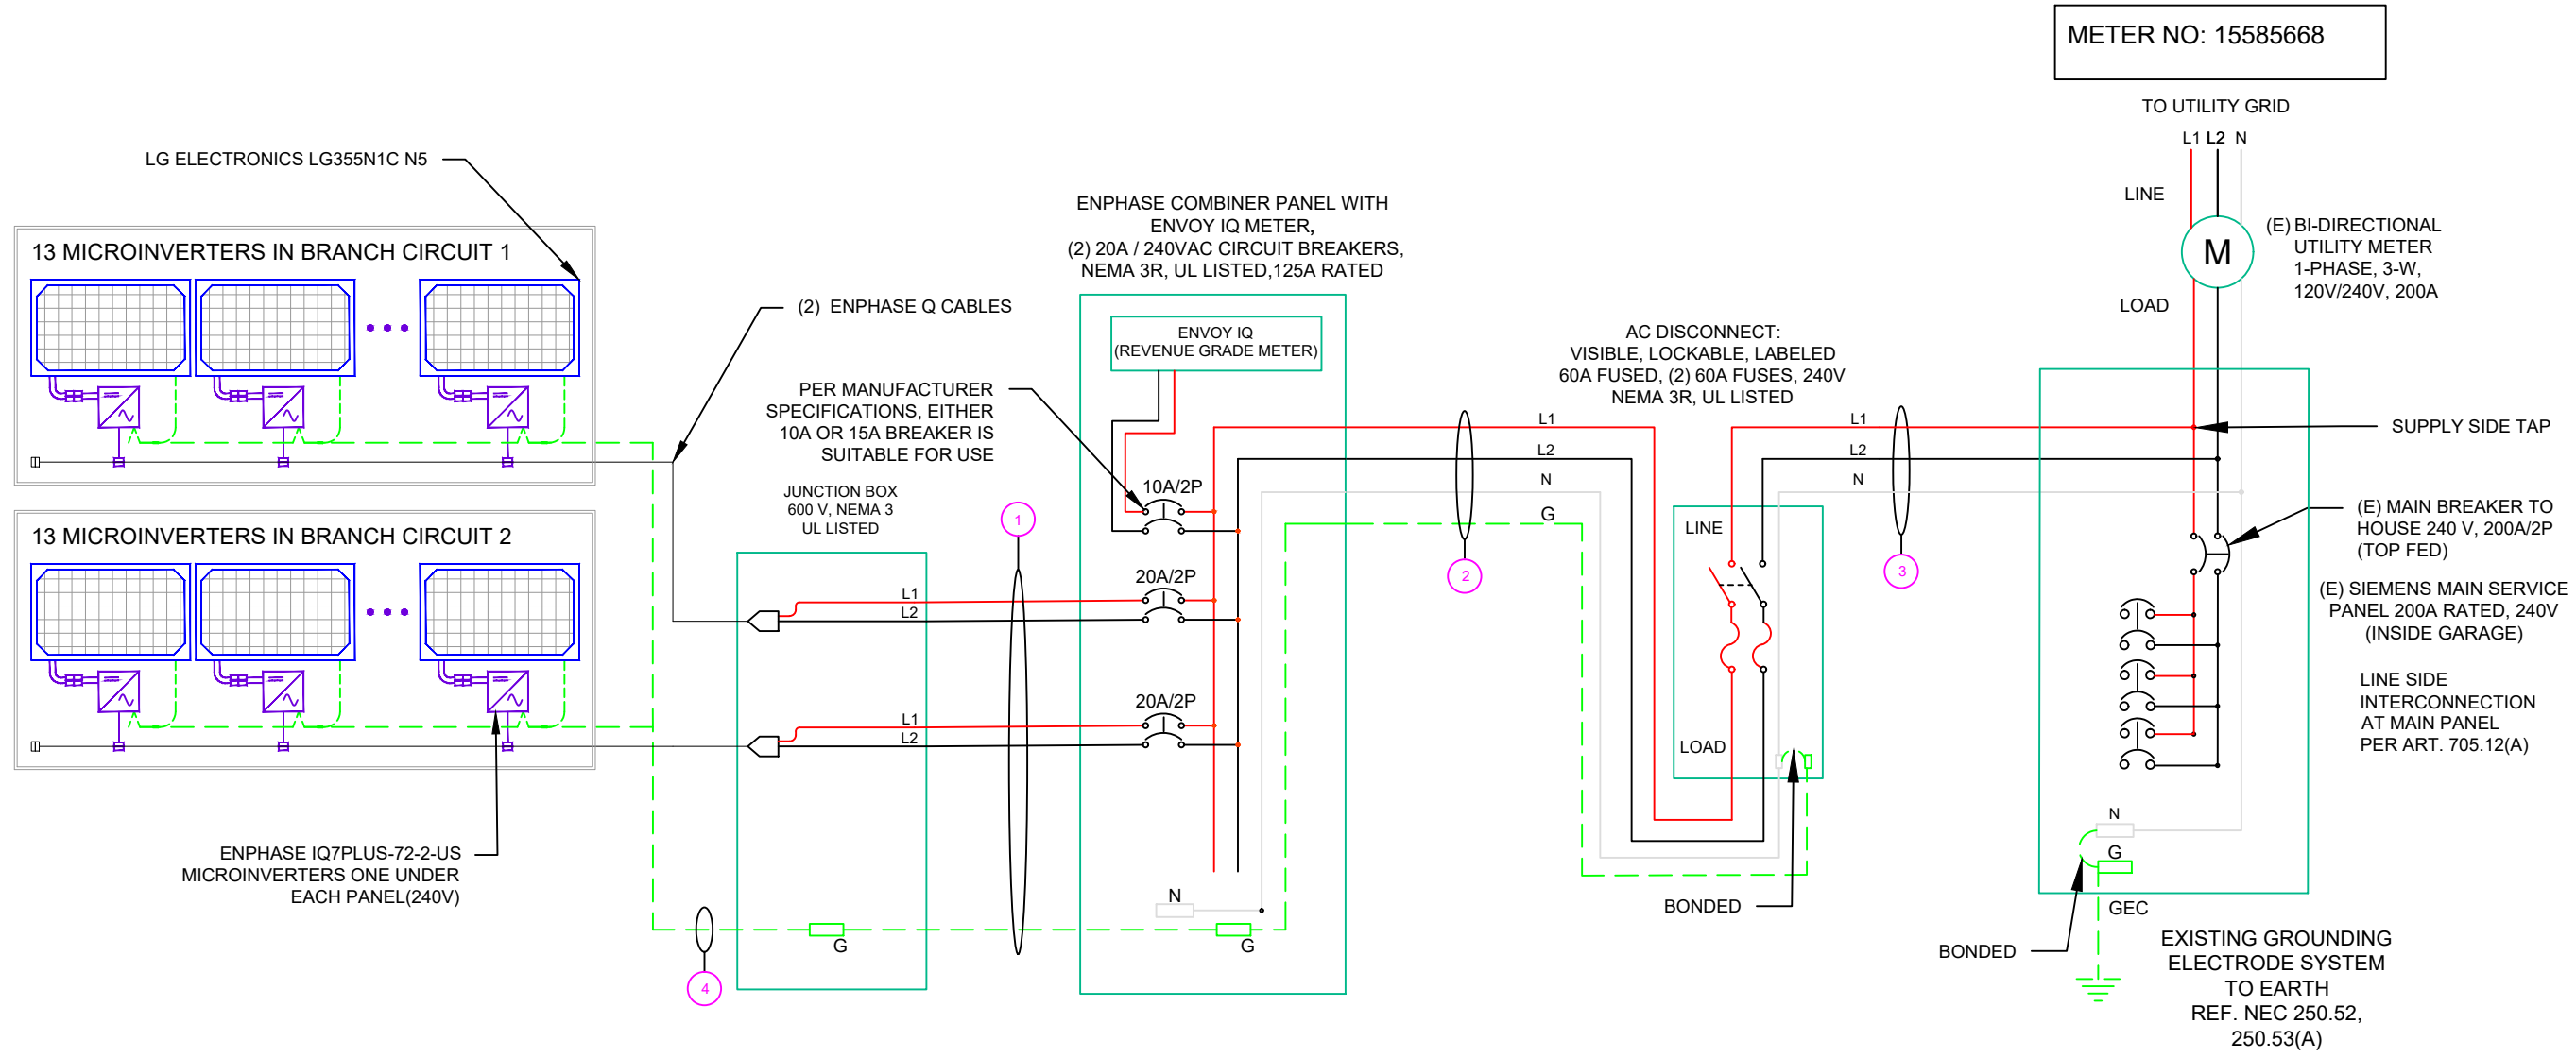 METER NO: 15585668
TO UTILITY GRID
L1 L2 N
LINE
(E) BI-DIRECTIONAL
UTILITY METER
1-PHASE, 3-W,
120V/240V, 200A
M
LOAD
LG ELECTRONICS LG355N1C N5
13 MICROINVERTERS IN BRANCH CIRCUIT 1
(2) ENPHASE Q CABLES
ENPHASE COMBINER PANEL WITH
ENVOY IQ METER,
(2) 20A / 240VAC CIRCUIT BREAKERS,
NEMA 3R, UL LISTED,125A RATED
ENVOY IQ
(REVENUE GRADE METER)
PER MANUFACTURER
SPECIFICATIONS, EITHER
10A OR 15A BREAKER IS
SUITABLE FOR USE
JUNCTION BOX
600 V, NEMA 3
UL LISTED
10A/2P
1
13 MICROINVERTERS IN BRANCH CIRCUIT 2
L1
L2
20A/2P
L1
L2
20A/2P
ENPHASE IQ7PLUS-72-2-US
MICROINVERTERS ONE UNDER
EACH PANEL(240V)
4
G
N
G
L1
L2
N
G
2
AC DISCONNECT:
VISIBLE, LOCKABLE, LABELED
60A FUSED, (2) 60A FUSES, 240V
NEMA 3R, UL LISTED
LINE
LOAD
BONDED
L1
L2
N
3
SUPPLY SIDE TAP
(E) MAIN BREAKER TO
HOUSE 240 V, 200A/2P
(TOP FED)
(E) SIEMENS MAIN SERVICE
PANEL 200A RATED, 240V
(INSIDE GARAGE)
LINE SIDE
INTERCONNECTION
AT MAIN PANEL
PER ART. 705.12(A)
N
G
GEC
BONDED
EXISTING GROUNDING
ELECTRODE SYSTEM
TO EARTH
REF. NEC 250.52,
250.53(A)